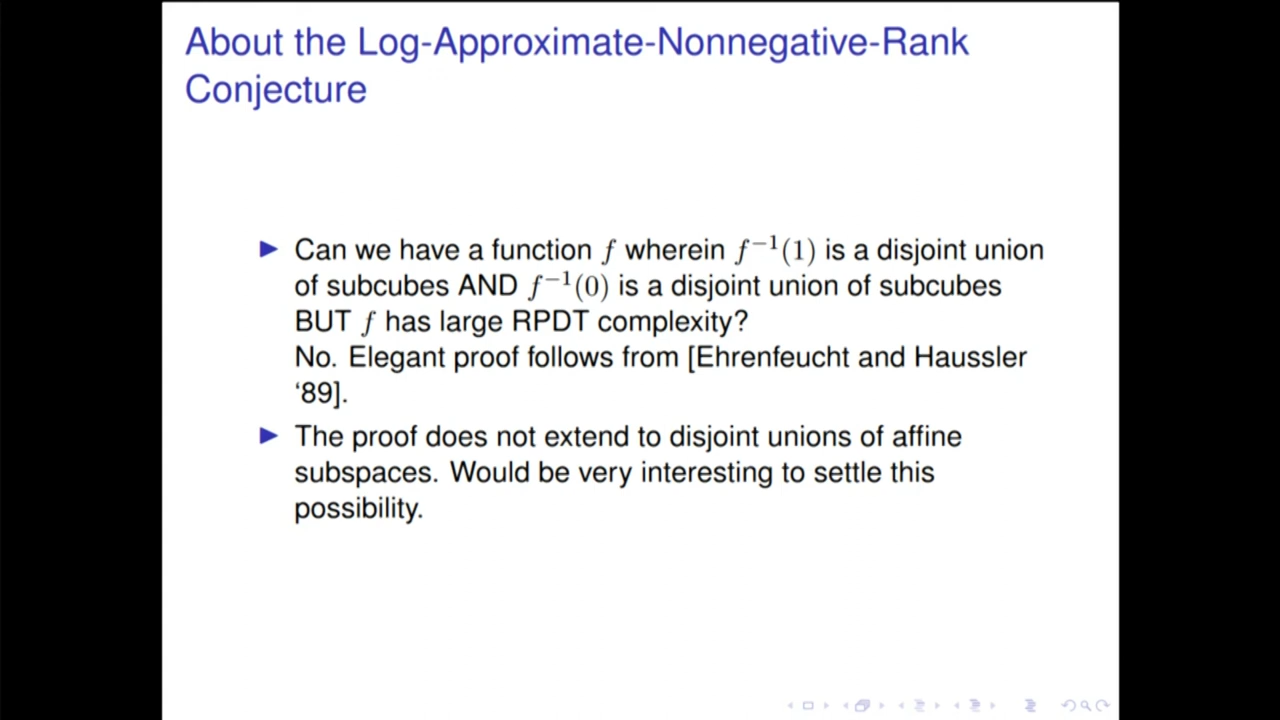 About the Log-Approximate-Nonnegative-Rank
Conjecture
▶ Can we have a function f wherein f⁻¹(1) is a disjoint union
of subcubes AND f⁻¹(0) is a disjoint union of subcubes
BUT f has large RPDT complexity?
No. Elegant proof follows from [Ehrenfeucht and Haussler
‘89].
▶ The proof does not extend to disjoint unions of affine
subspaces. Would be very interesting to settle this
possibility.